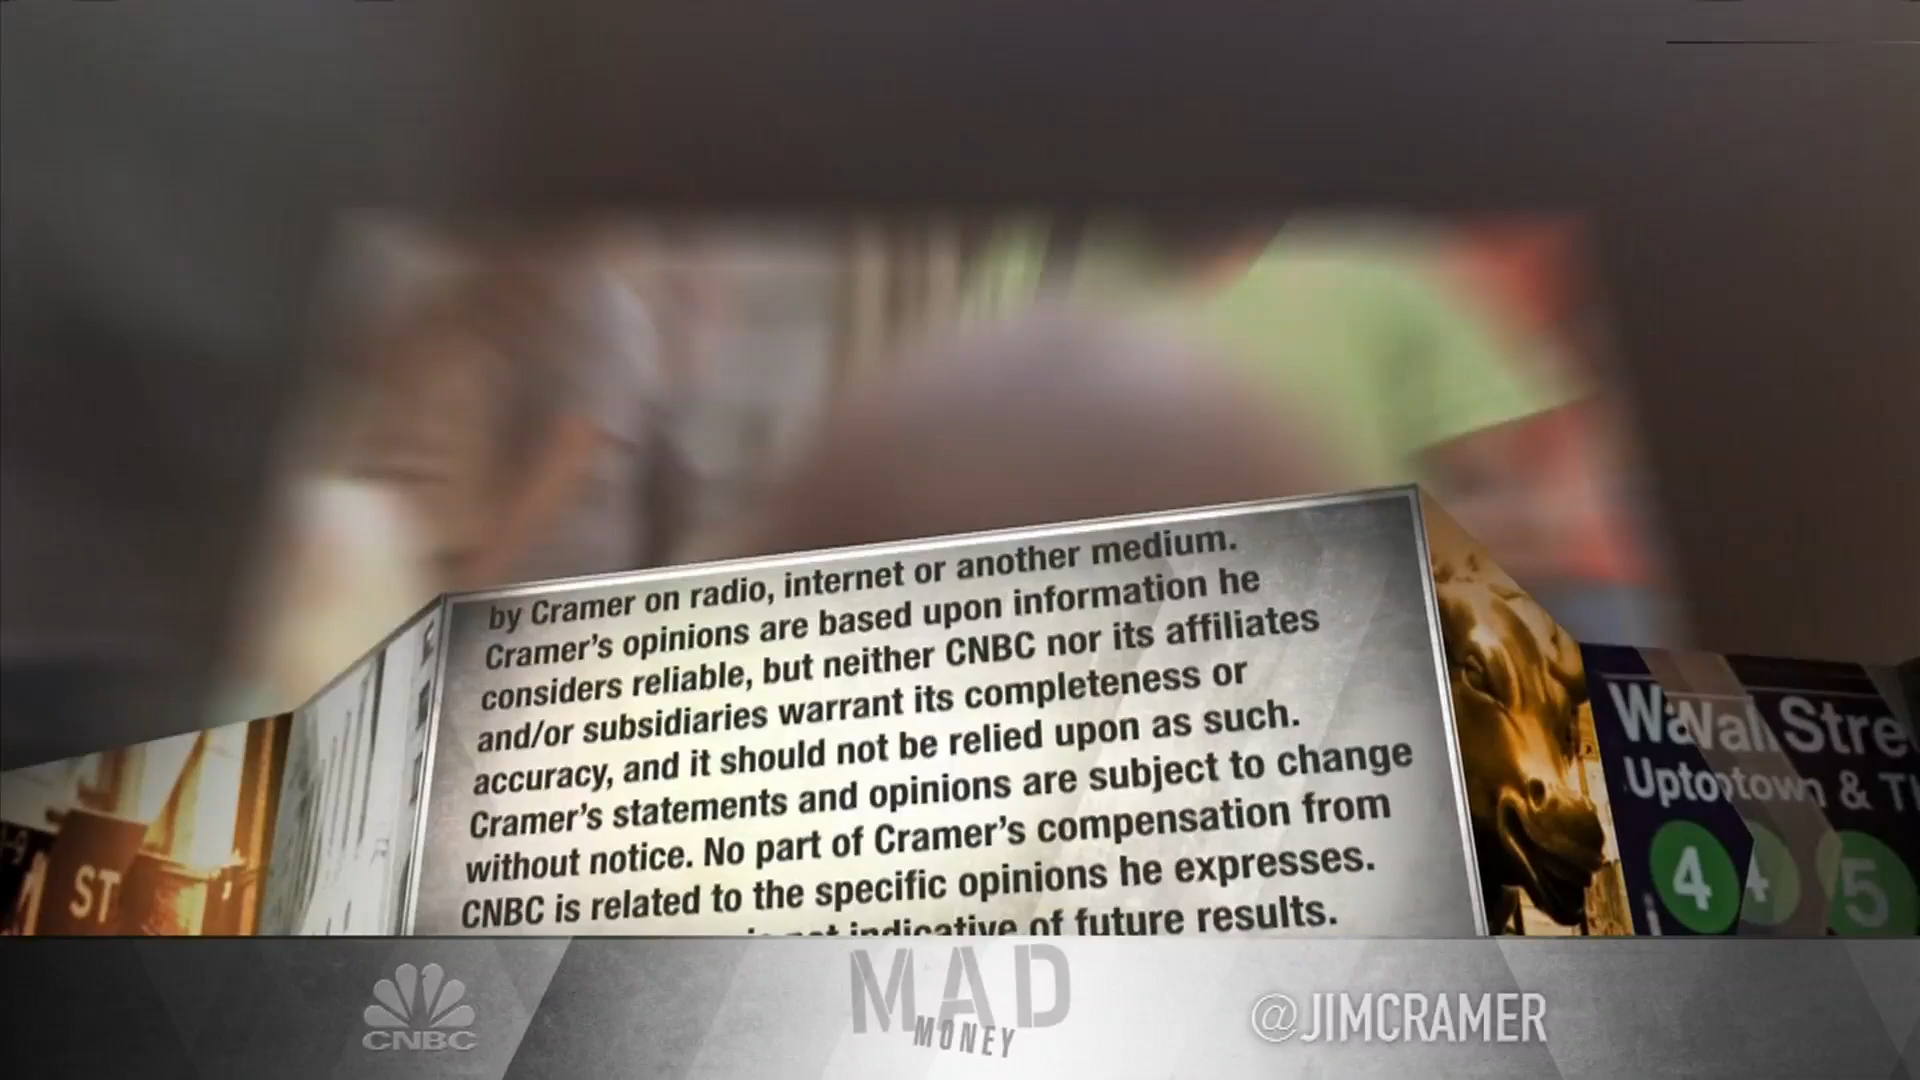 by Cramer on radio, internet or another medium.
Cramer's opinions are based upon information he
considers reliable, but neither CNBC nor its affiliates
and/or subsidiaries warrant its completeness or
accuracy, and it should not be relied upon as such.
Cramer's statements and opinions are subject to change
without notice. No part of Cramer's compensation from
CNBC is related to the specific opinions he expresses.
indicative of future results.
ST
Uptown & 
4
4
5
CNBC
MAD
MONEY
@JIMCRAMER